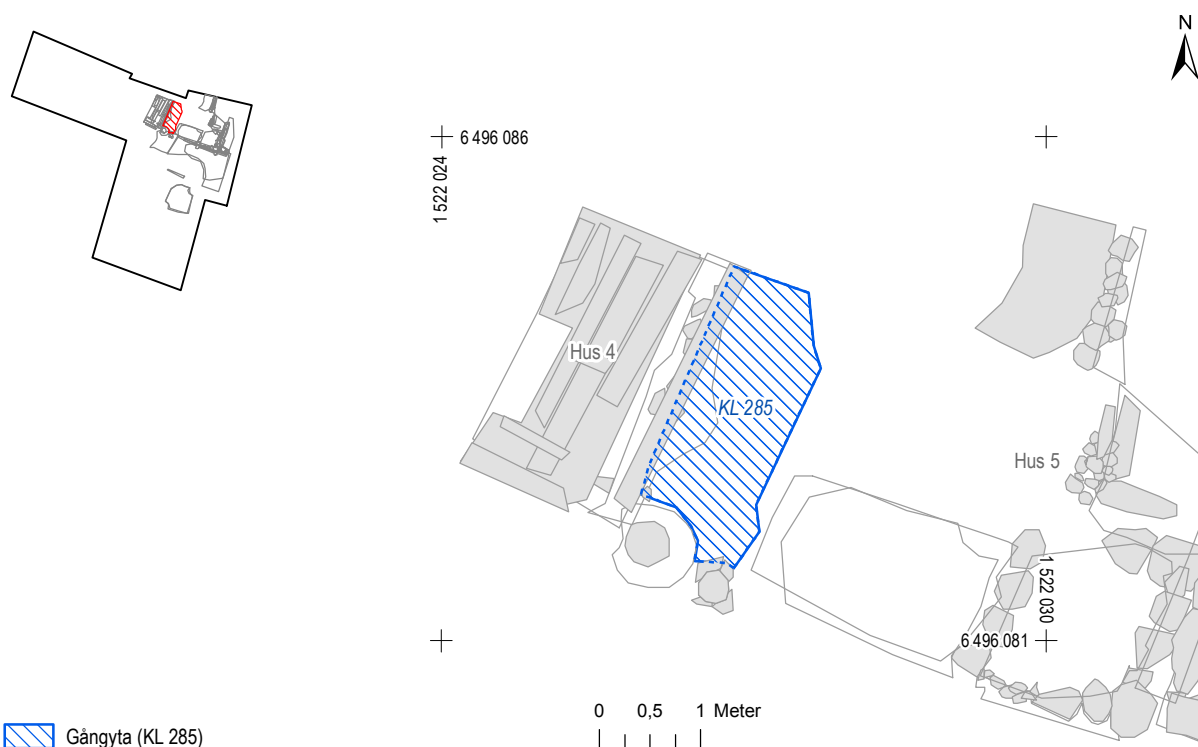 N
6 496 086
1 522 024
Hus 4
KL 285
Hus 5
1 522 030
6 496 081
0 0,5 1 Meter
Gångyta (KL 285)